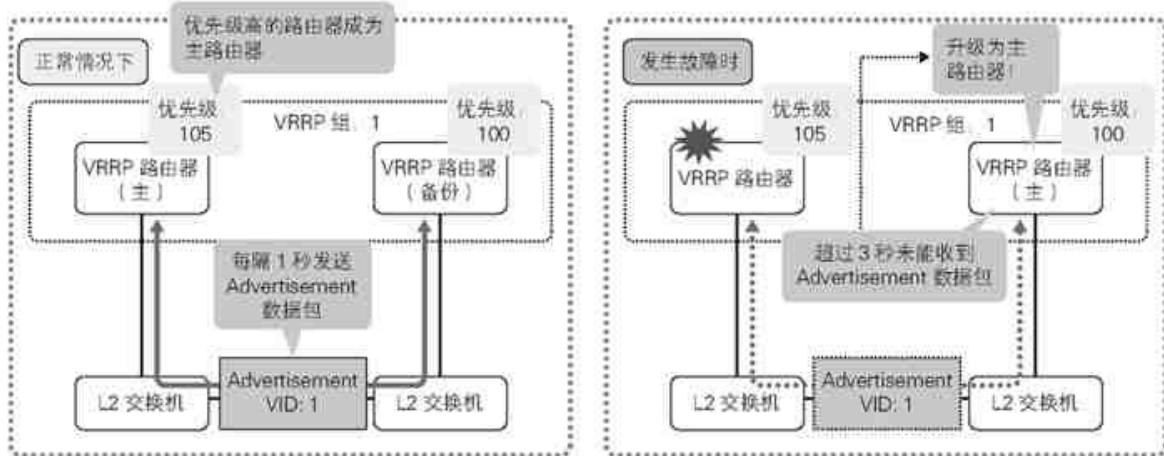 优先级高的路由器成为
主路由器
正常情况下
优先级：
105
VRRP 组：1
优先级：
100
VRRP 路由器
（主）
VRRP 路由器
（备份）
每隔 1 秒发送
Advertisement
数据包
L2 交换机
Advertisement
VID: 1
L2 交换机
发生故障时
升级为主
路由器！
优先级：
105
VRRP 组：1
优先级：
100
VRRP 路由器
VRRP 路由器
（主）
超过 3 秒未能收到
Advertisement 数据包
L2 交换机
Advertisement
VID: 1
L2 交换机